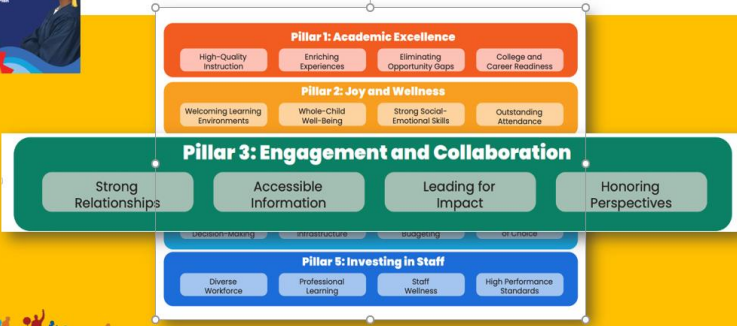 Pillar 1: Academic Excellence
High-Quality Instruction
Enriching Experiences
Eliminating Opportunity Gaps
College and Career Readiness
Pillar 2: Joy and Wellness
Welcoming Learning Environments
Whole-Child Well-Being
Strong Social-Emotional Skills
Outstanding Attendance
Pillar 3: Engagement and Collaboration
Strong Relationships
Accessible Information
Leading for Impact
Honoring Perspectives
Decision-Making
Infrastructure
Budgeting
of Choice
Pillar 5: Investing in Staff
Diverse Workforce
Professional Learning
Staff Wellness
High Performance Standards